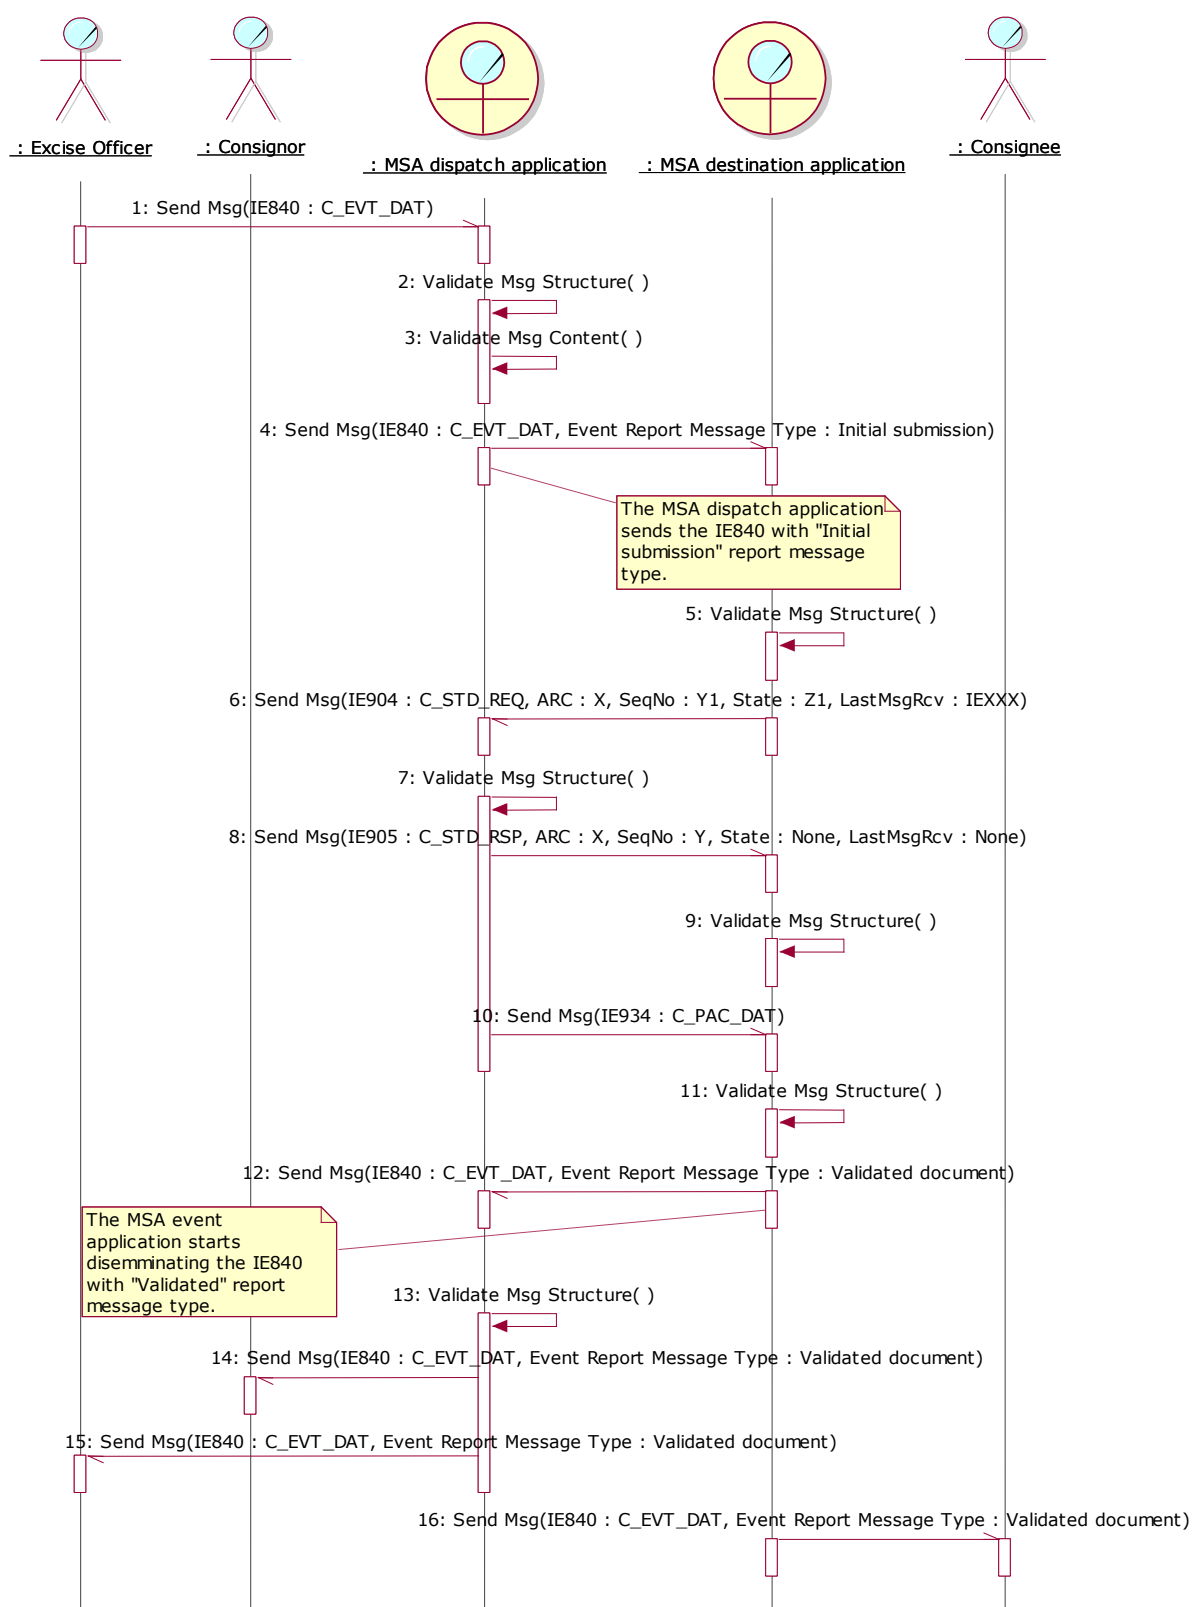 : Excise Officer
: Consignor
: MSA dispatch application
: MSA destination application
: Consignee
1: Send Msg(IE840 : C_EVT_DAT)
2: Validate Msg Structure( )
3: Validate Msg Content( )
4: Send Msg(IE840 : C_EVT_DAT, Event Report Message Type : Initial submission)
The MSA dispatch application
sends the IE840 with "Initial
submission" report message
type.
5: Validate Msg Structure( )
6: Send Msg(IE904 : C_STD_REQ, ARC : X, SeqNo : Y1, State : Z1, LastMsgRcv : IEXXX)
7: Validate Msg Structure( )
8: Send Msg(IE905 : C_STD_RSP, ARC : X, SeqNo : Y, State : None, LastMsgRcv : None)
9: Validate Msg Structure( )
10: Send Msg(IE934 : C_PAC_DAT)
11: Validate Msg Structure( )
12: Send Msg(IE840 : C_EVT_DAT, Event Report Message Type : Validated document)
The MSA event
application starts
disemminating the IE840
with "Validated" report
message type.
13: Validate Msg Structure( )
14: Send Msg(IE840 : C_EVT_DAT, Event Report Message Type : Validated document)
15: Send Msg(IE840 : C_EVT_DAT, Event Report Message Type : Validated document)
16: Send Msg(IE840 : C_EVT_DAT, Event Report Message Type : Validated document)